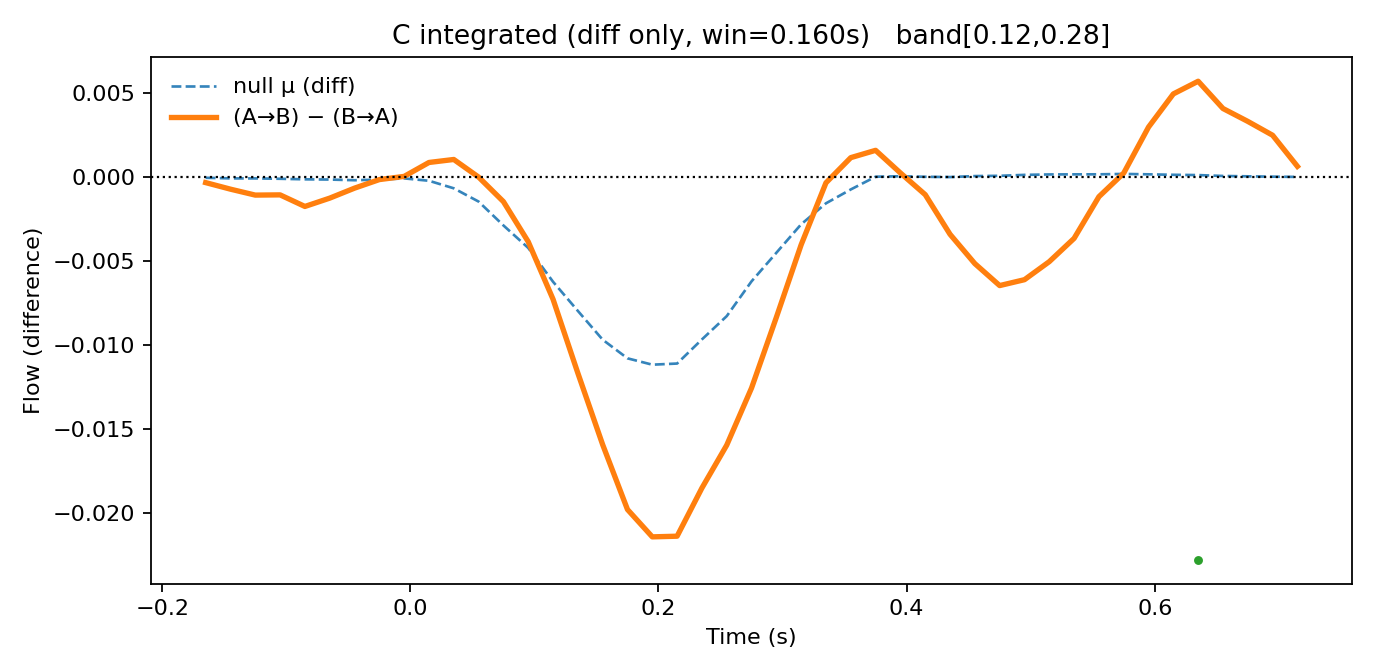 C integrated (diff only, win=0.160s)   band[0.12,0.28]
null μ (diff)
(A→B) − (B→A)
0.005
0.000
−0.005
−0.010
−0.015
−0.020
Flow (difference)
−0.2
0.0
0.2
0.4
0.6
Time (s)